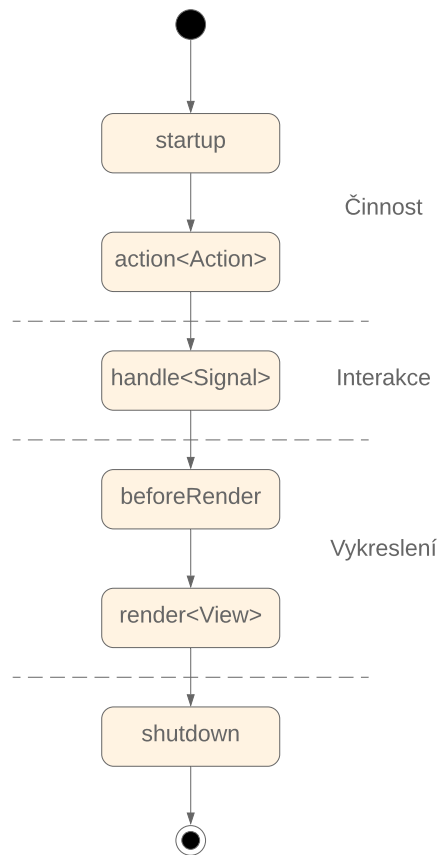 startup
Činnost
action<Action>
handle<Signal>
Interakce
beforeRender
Vykreslení
render<View>
shutdown